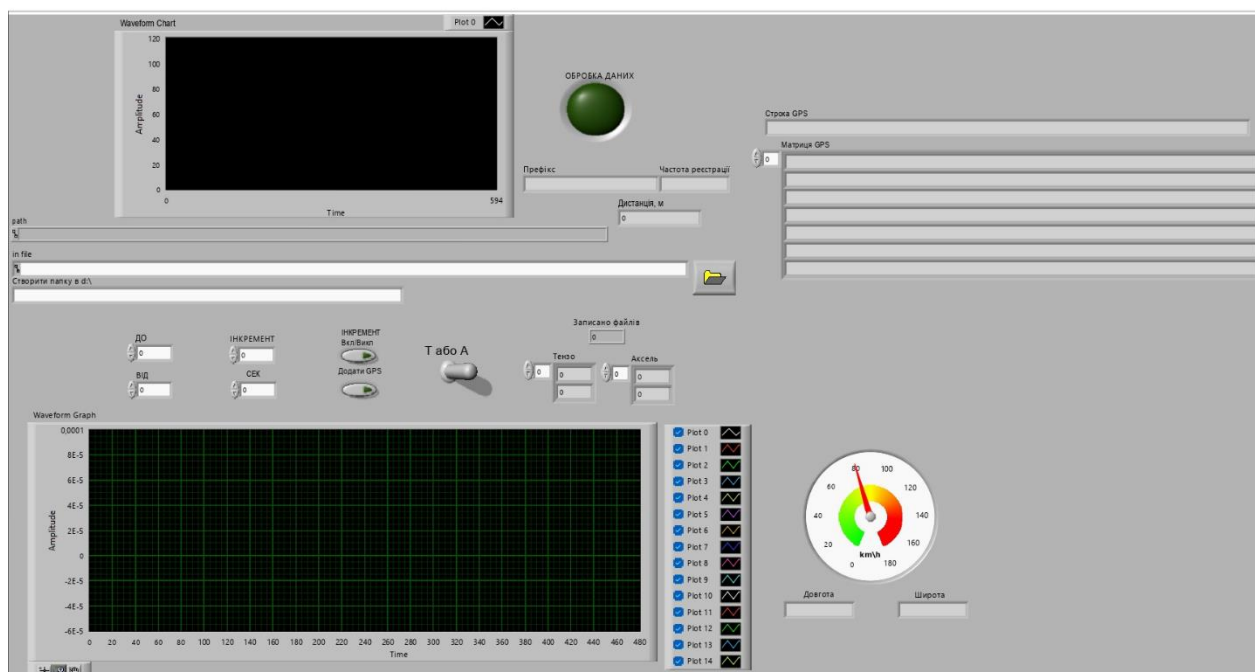 Waveform Chart
Plot 0
120
100
80
60
40
20
0
Amplitude
0
594
Time
ОБРОБКА ДАНИХ
Строка GPS
Матриця GPS
0
Префікс
Частота реєстрації
Дистанція, м
0
path
in file
Створити папку в d:\
ДО
0
ІНКРЕМЕНТ
0
ІНКРЕМЕНТ
Вкл/Викл
ВІД
0
СЕК
0
Додати GPS
Т або А
Записано файлів
0
Тензо
0
0
0
Аксель
0
0
0
Waveform Graph
0,0001
8E-5
6E-5
4E-5
2E-5
0
-2E-5
-4E-5
-6E-5
Amplitude
0 20 40 60 80 100 120 140 160 180 200 220 240 260 280 300 320 340 360 380 400 420 440 460 480
Time
Plot 0
Plot 1
Plot 2
Plot 3
Plot 4
Plot 5
Plot 6
Plot 7
Plot 8
Plot 9
Plot 10
Plot 11
Plot 12
Plot 13
Plot 14
0
20
40
60
80
100
120
140
160
180
km\h
Довгота
Широта